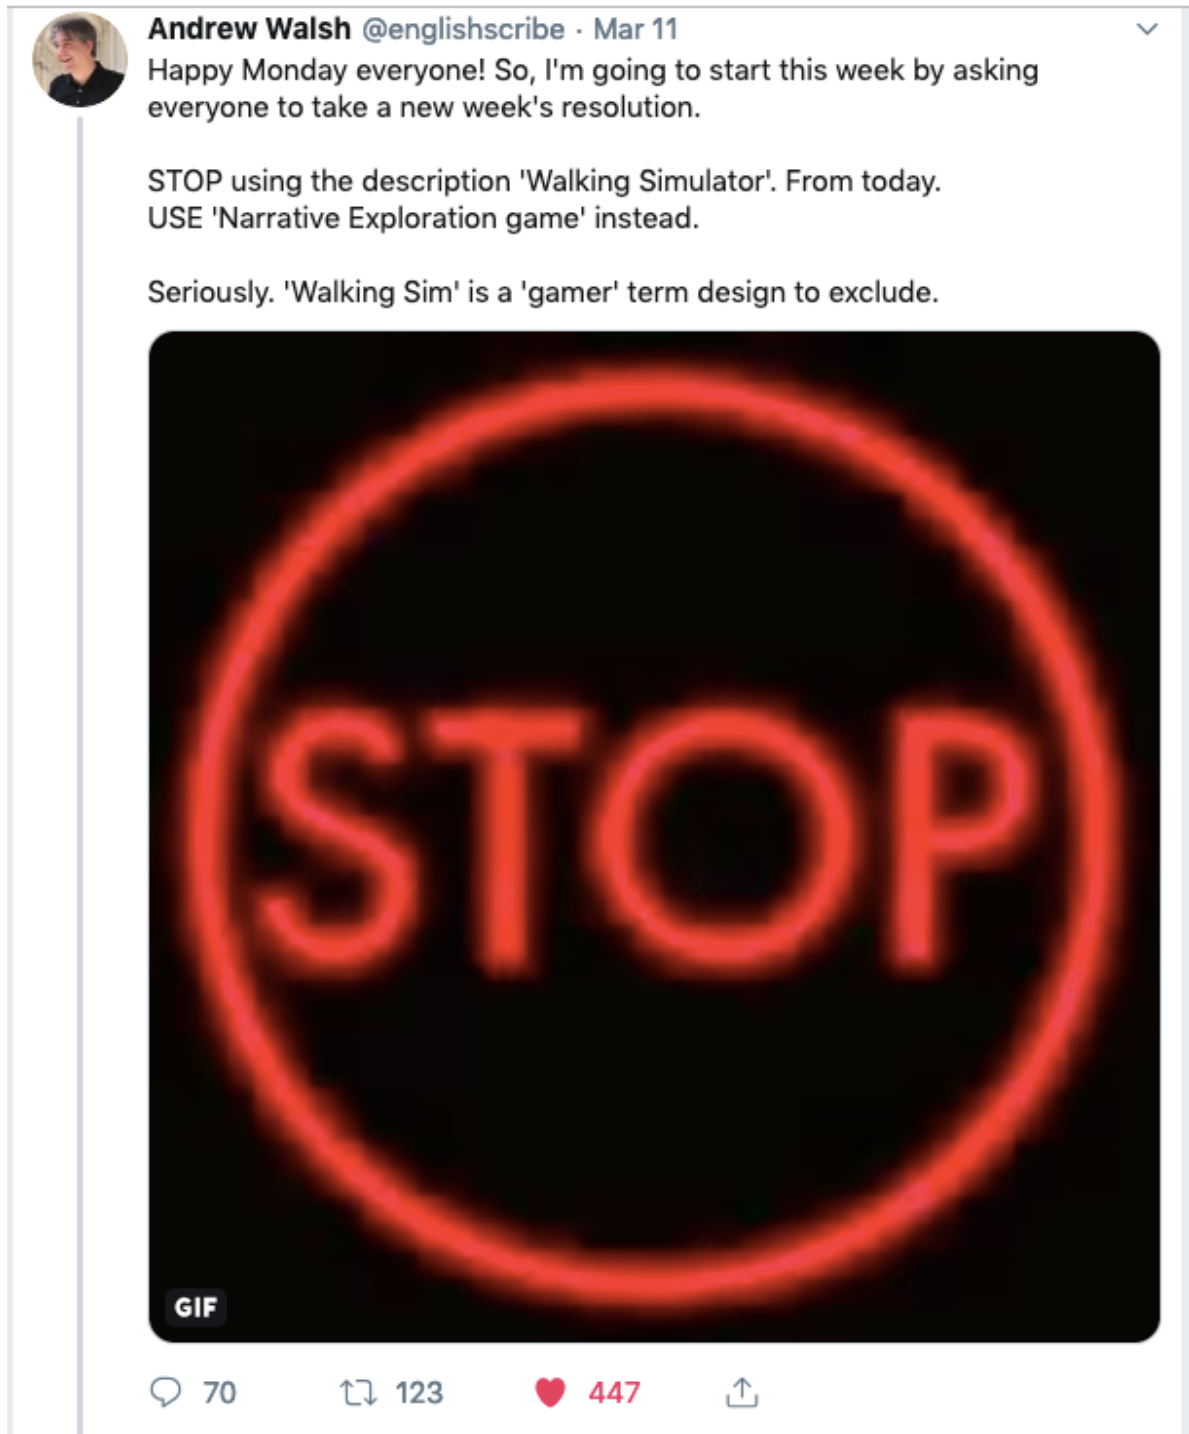 Andrew Walsh @englishscribe · Mar 11
Happy Monday everyone! So, I'm going to start this week by asking
everyone to take a new week's resolution.
STOP using the description 'Walking Simulator'. From today.
USE 'Narrative Exploration game' instead.
Seriously. 'Walking Sim' is a 'gamer' term design to exclude.
STOP
GIF
70 123 447